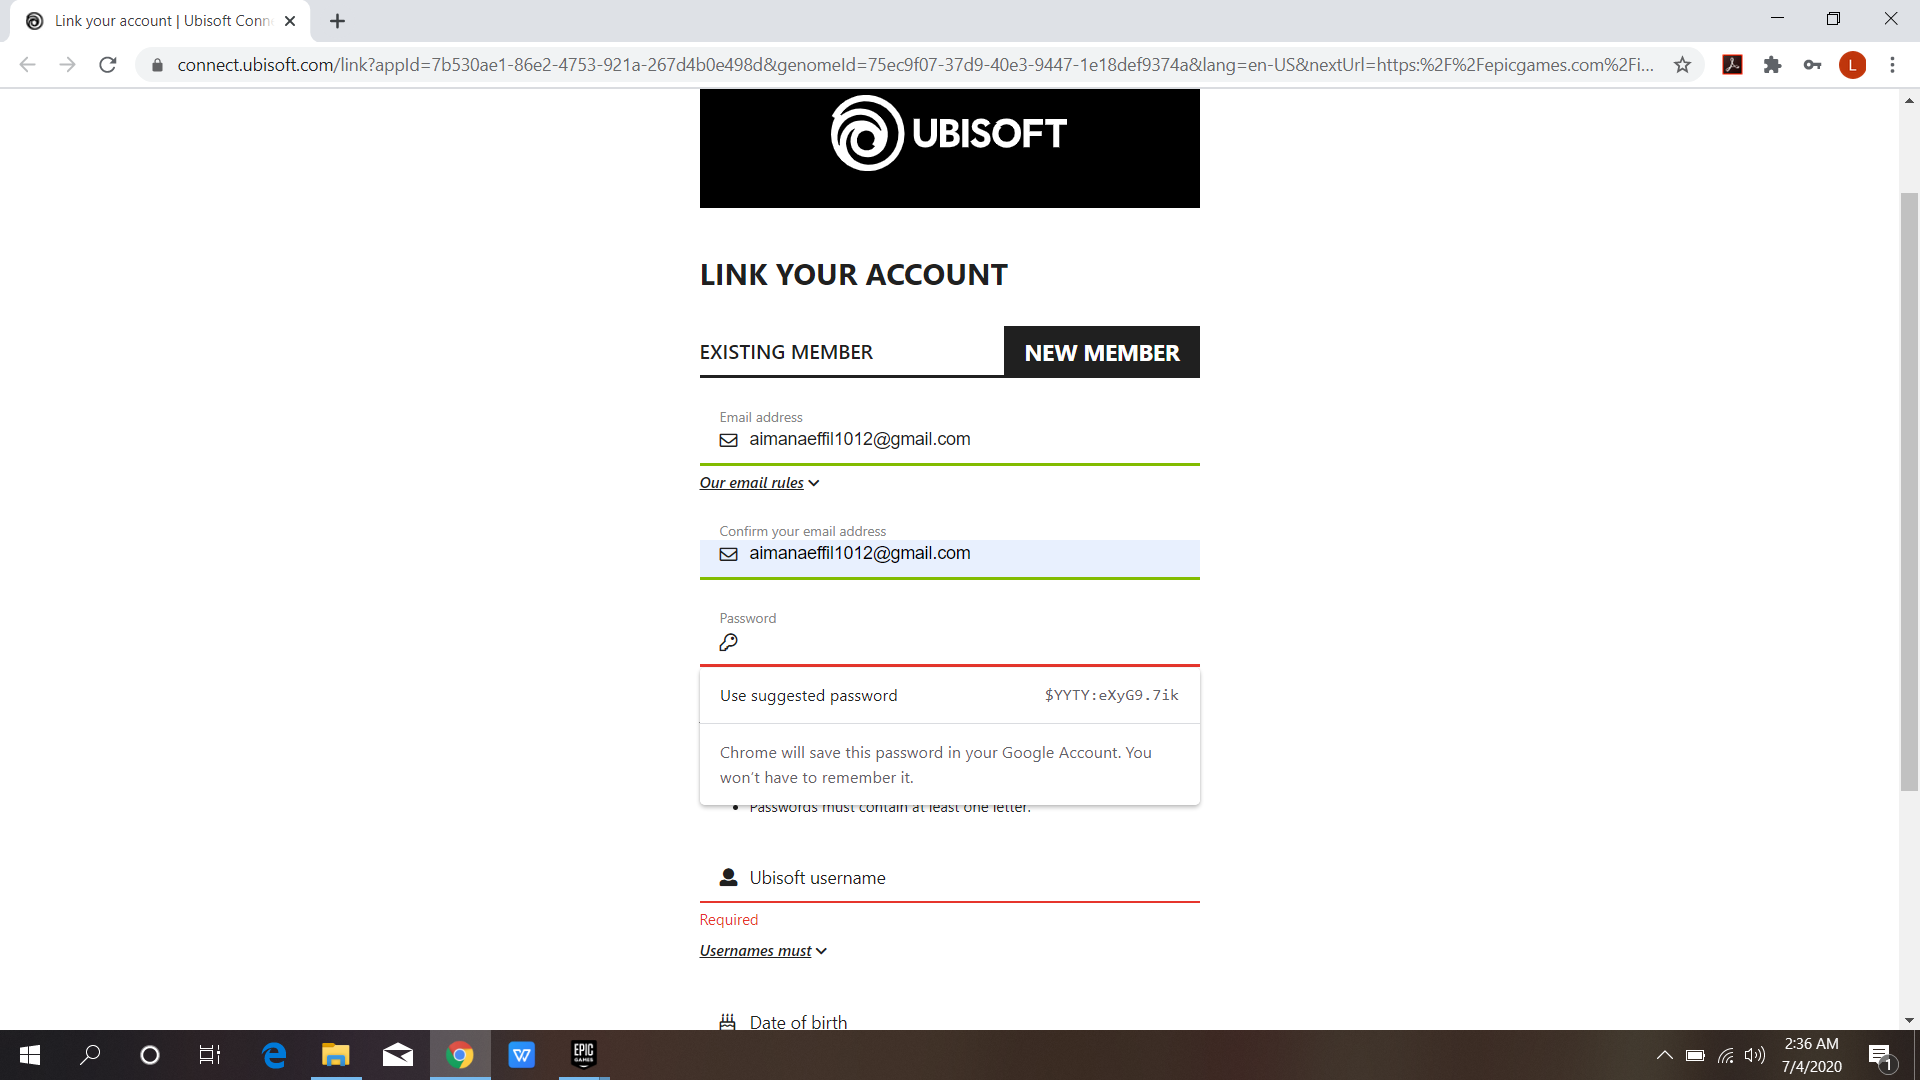 Link your account | Ubisoft Conn
connect.ubisoft.com/link?appId=7b530ae1-86e2-4753-921a-267d4b0e498d&genomeId=75ec9f07-37d9-40e3-9447-1e18def9374a&lang=en-US&nextUrl=https:%2F%2Fepicgames.com%2Fi...
L
UBISOFT
LINK YOUR ACCOUNT
EXISTING MEMBER
NEW MEMBER
Email address
aimanaeffil1012@gmail.com
Our email rules
Confirm your email address
aimanaeffil1012@gmail.com
Password
Use suggested password
$YYTY:eXyG9.7ik
Chrome will save this password in your Google Account. You
won't have to remember it.
Passwords must contain at least one letter.
Ubisoft username
Required
Usernames must
Date of birth
W
EPIC
GAMES
2:36 AM
7/4/2020
1